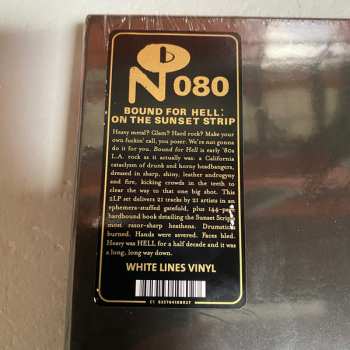 N 080
BOUND FOR HELL:
ON THE SUNSET STRIP
Heavy metal? Glam? Hard rock? Make your
own fuckin' call, you poser: We're not gonna
do it for you. Bound for Hell is early '80s
L.A. rock as it actually was: a California
cataclysm of drunk and horny headbangers,
dressed in sharp, shiny, leather androgyny
and fire, kicking crowds in the teeth to
clear the way to that one big shot. This
2LP set delivers 21 tracks by 21 artists in an
ephemera-stuffed gatefold, plus 144-page
hardbound book detailing the Sunset Strip's
most razor-sharp heathens. Drumsticks
burned. Hands were severed. Faces bled.
Heavy was HELL for a half decade and it was
a long, long way down.
WHITE LINES VINYL